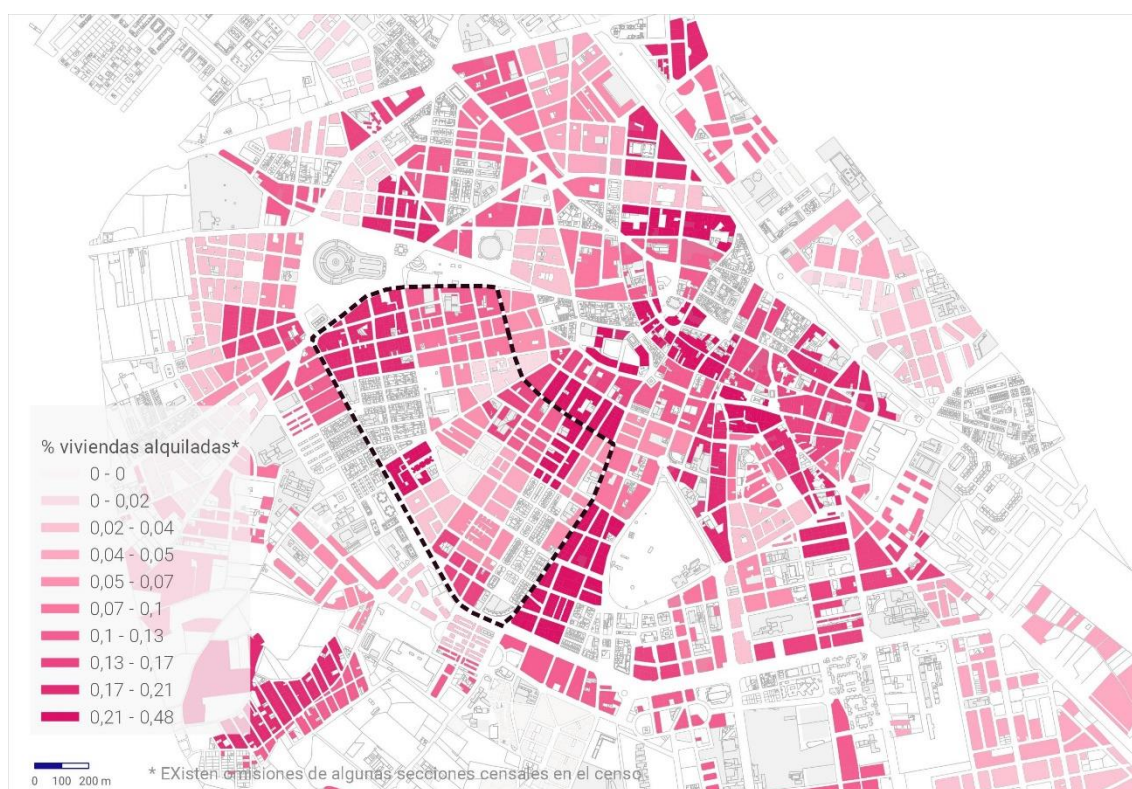 % viviendas alquiladas*
0 - 0
0 - 0,02
0,02 - 0,04
0,04 - 0,05
0,05 - 0,07
0,07 - 0,1
0,1 - 0,13
0,13 - 0,17
0,17 - 0,21
0,21 - 0,48
0 100 200 m
* EXisten omisiones de algunas secciones censales en el censo